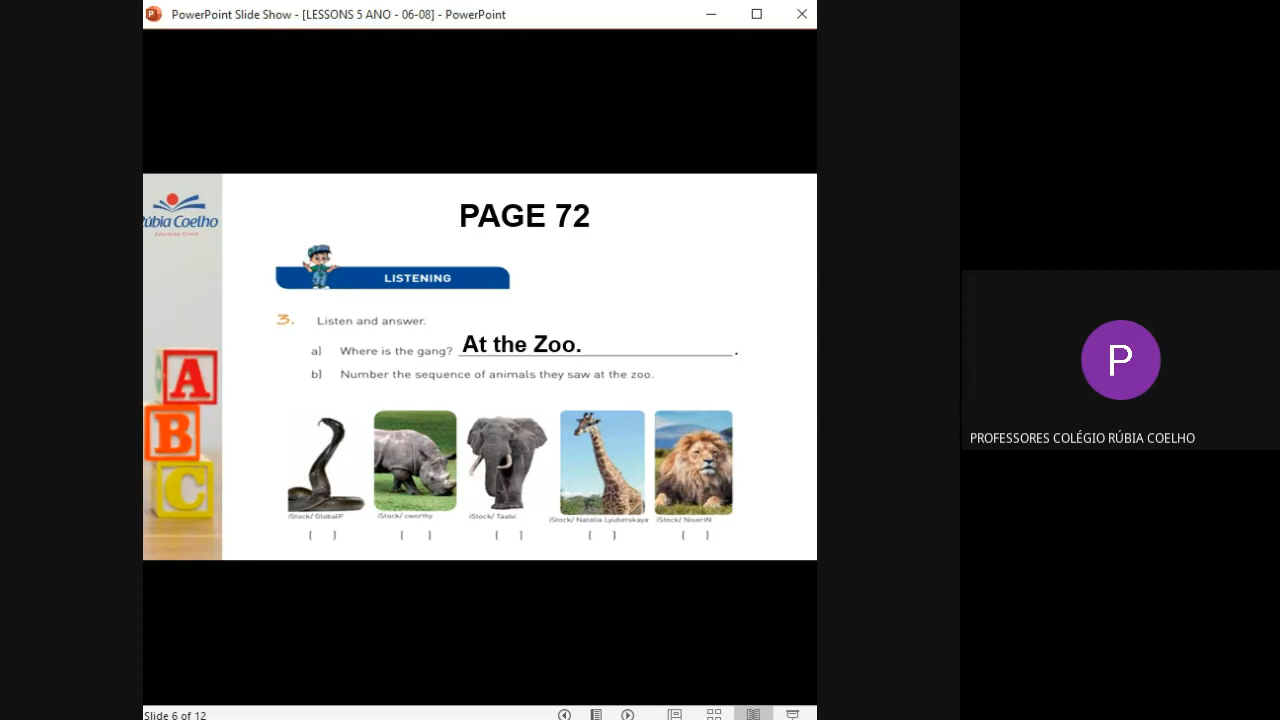 PowerPoint Slide Show - [LESSONS 5 ANO - 06-08] - PowerPoint
Rúbia Coelho
PAGE 72
LISTENING
3. Listen and answer.
a) Where is the gang? At the Zoo. .
b) Number the sequence of animals they saw at the zoo.
iStock/ GlobalP iStock/ cworthy iStock/ Taalvi iStock/ Natalia Lyubetskaya iStock/ NiseriN
( ) ( ) ( ) ( ) ( )
A
B
C
P
PROFESSORES COLÉGIO RÚBIA COELHO
Slide 6 of 12